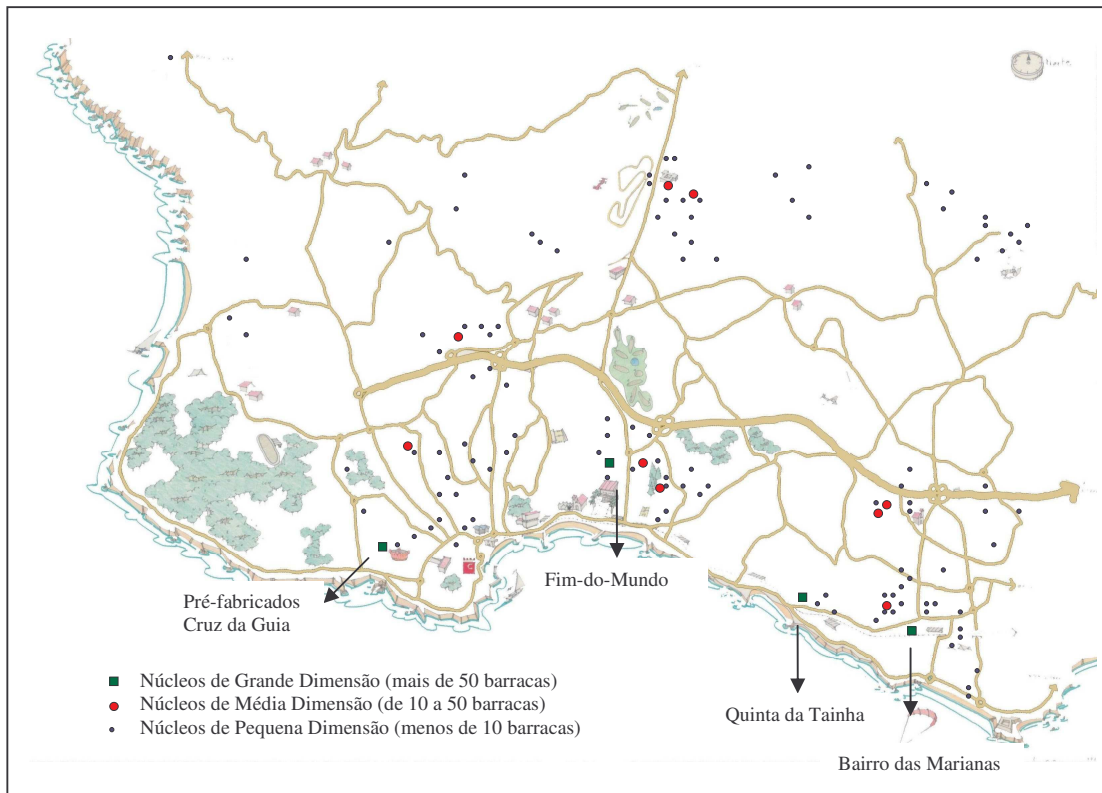 Fim-do-Mundo
Pré-fabricados
Cruz da Guia
Núcleos de Grande Dimensão (mais de 50 barracas)
Núcleos de Média Dimensão (de 10 a 50 barracas)
Núcleos de Pequena Dimensão (menos de 10 barracas)
Quinta da Tainha
Bairro das Marianas